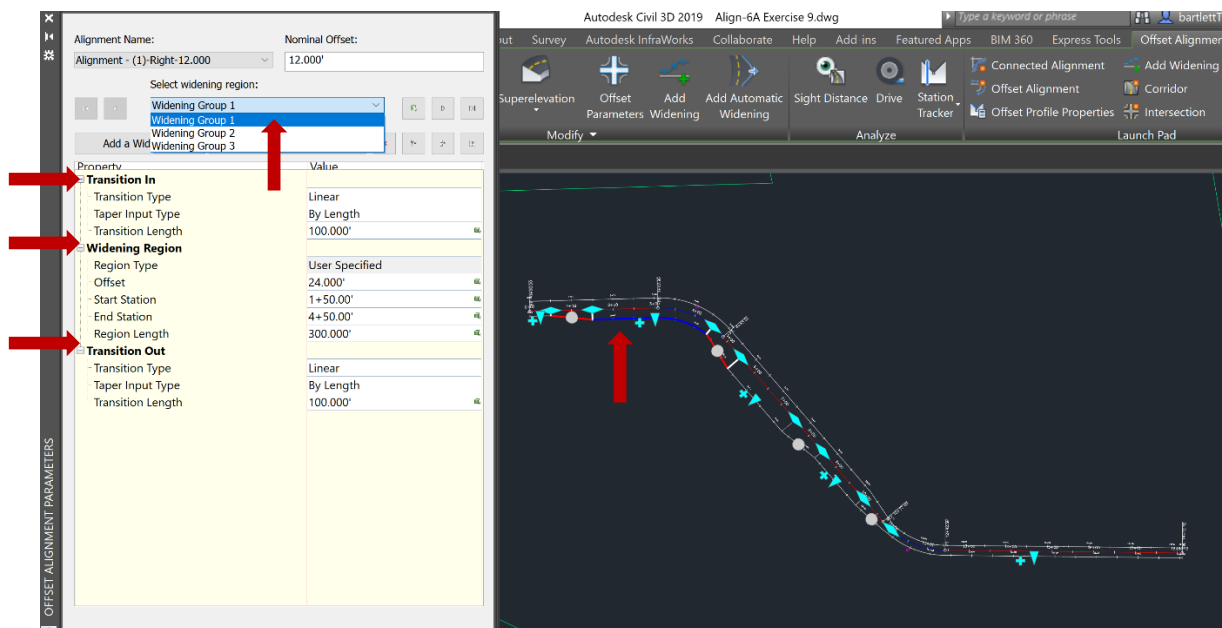 Autodesk Civil 3D 2019 Align-6A Exercise 9.dwg
Type a keyword or phrase
bartlettT
Alignment Name:
Nominal Offset:
Alignment - (1)-Right-12.000
12.000'
Select widening region:
Widening Group 1
Widening Group 1
Widening Group 2
Widening Group 3
Add a Wid
Property Value
Transition In
Transition Type Linear
Taper Input Type By Length
Transition Length 100.000'
Widening Region
Region Type User Specified
Offset 24.000'
Start Station 1+50.00'
End Station 4+50.00'
Region Length 300.000'
Transition Out
Transition Type Linear
Taper Input Type By Length
Transition Length 100.000'
OFFSET ALIGNMENT PARAMETERS
out Survey Autodesk InfraWorks Collaborate Help Add-ins Featured Apps BIM 360 Express Tools Offset Alignmen
Superelevation
Offset Parameters
Add Widening
Add Automatic Widening
Sight Distance
Drive
Station Tracker
Connected Alignment
Add Widening
Offset Alignment
Corridor
Offset Profile Properties
Intersection
Modify
Analyze
Launch Pad